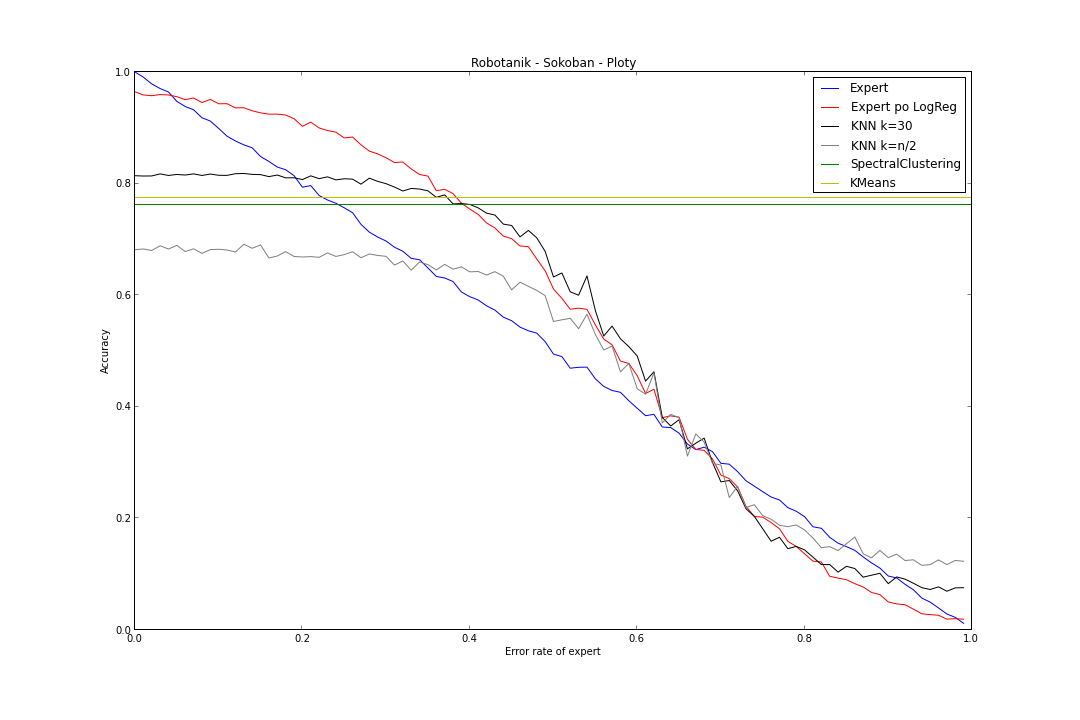 Robotanik - Sokoban - Ploty
Expert
Expert po LogReg
KNN k=30
KNN k=n/2
SpectralClustering
KMeans
Accuracy
1.0
0.8
0.6
0.4
0.2
0.0
0.0 0.2 0.4 0.6 0.8 1.0
Error rate of expert